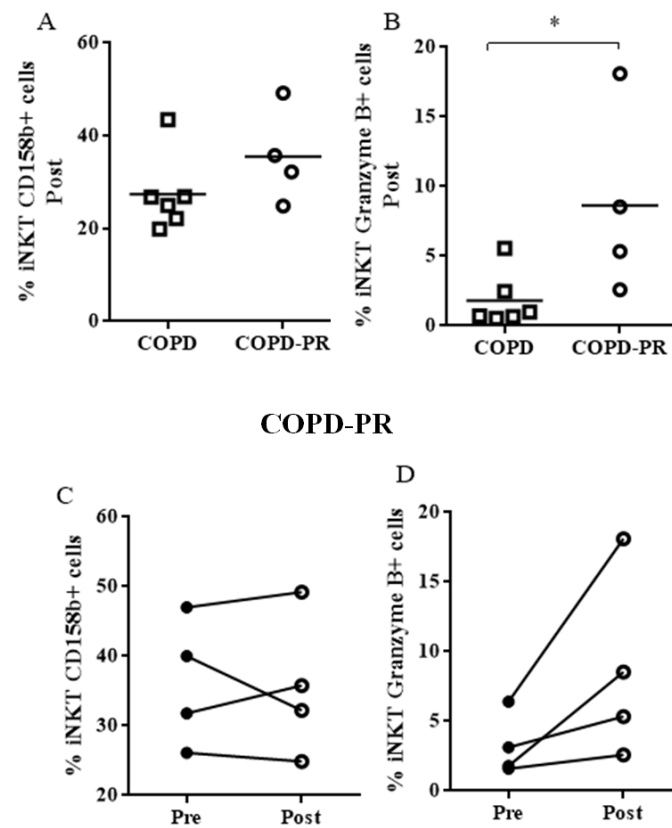 A
% iNKT CD158b+ cells
Post
60
40
20
0
COPD COPD-PR
B
% iNKT Granzyme B+ cells
Post
20
15
10
5
0
*
COPD COPD-PR
COPD-PR
C
% iNKT CD158b+ cells
60
50
40
30
20
Pre Post
D
% iNKT Granzyme B+ cells
20
15
10
5
0
Pre Post